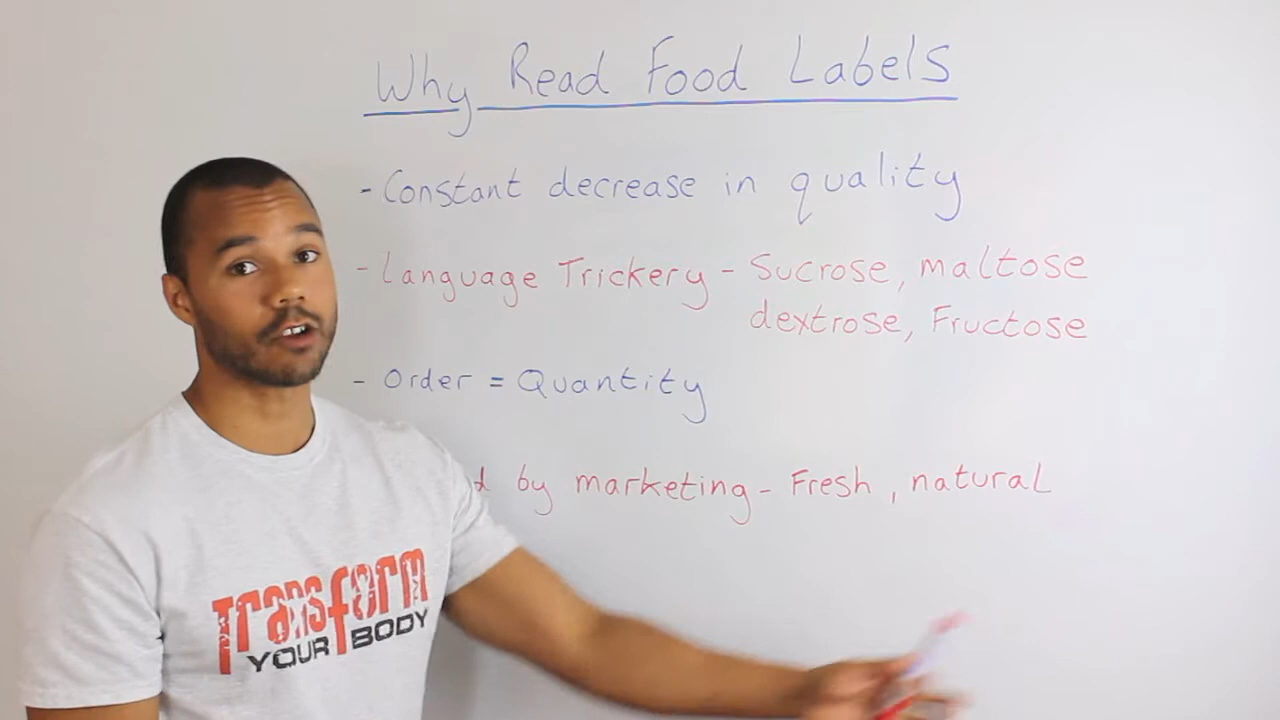 Why Read Food Labels
- Constant decrease in quality
- Language Trickery - Sucrose, maltose
dextrose, Fructose
- Order = Quantity
by marketing - Fresh, natural
Transform
YOUR BODY